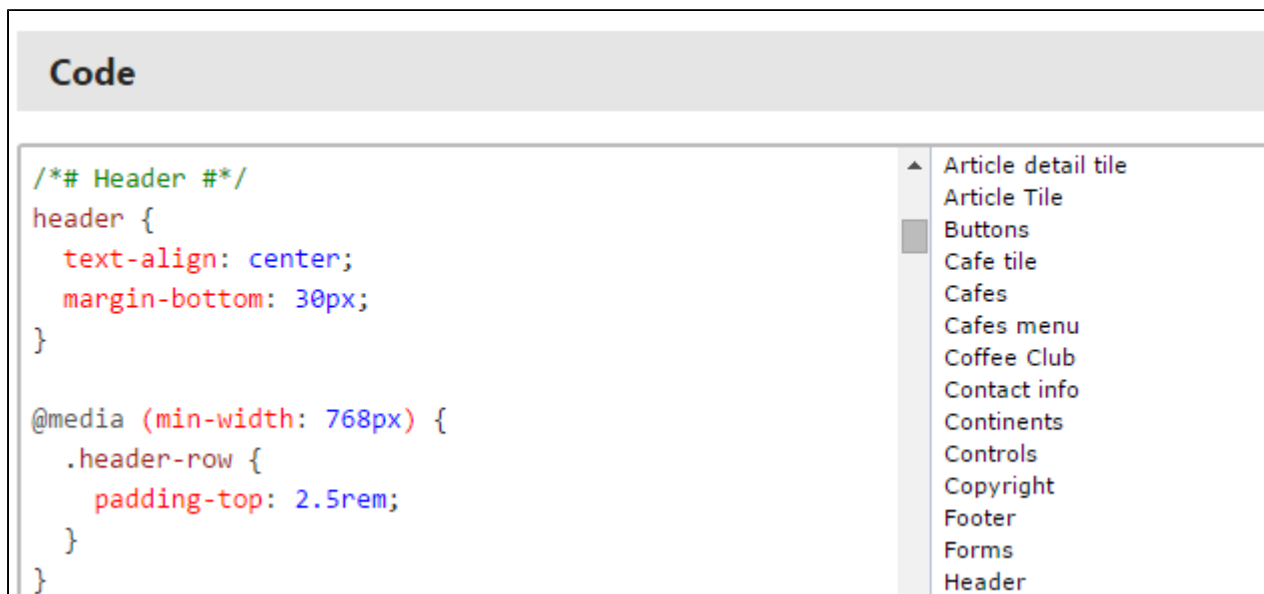 Code
/*# Header #*/
header {
  text-align: center;
  margin-bottom: 30px;
}
@media (min-width: 768px) {
  .header-row {
    padding-top: 2.5rem;
  }
}
Article detail tile
Article Tile
Buttons
Cafe tile
Cafes
Cafes menu
Coffee Club
Contact info
Continents
Controls
Copyright
Footer
Forms
Header